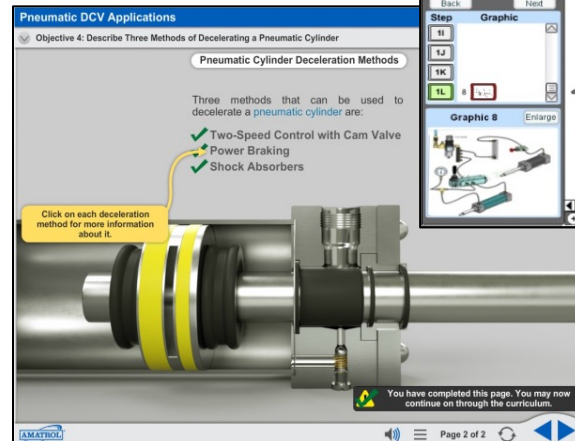 Pneumatic DCV Applications
Objective 4: Describe Three Methods of Decelerating a Pneumatic Cylinder
Pneumatic Cylinder Deceleration Methods
Three methods that can be used to
decelerate a pneumatic cylinder are:
Two-Speed Control with Cam Valve
Power Braking
Shock Absorbers
Click on each deceleration
method for more information
about it.
You have completed this page. You may now
continue on through the curriculum.
AMATROL
Page 2 of 2
Back Next
Step Graphic
1I
1J
1K
1L 8
Graphic 8 Enlarge